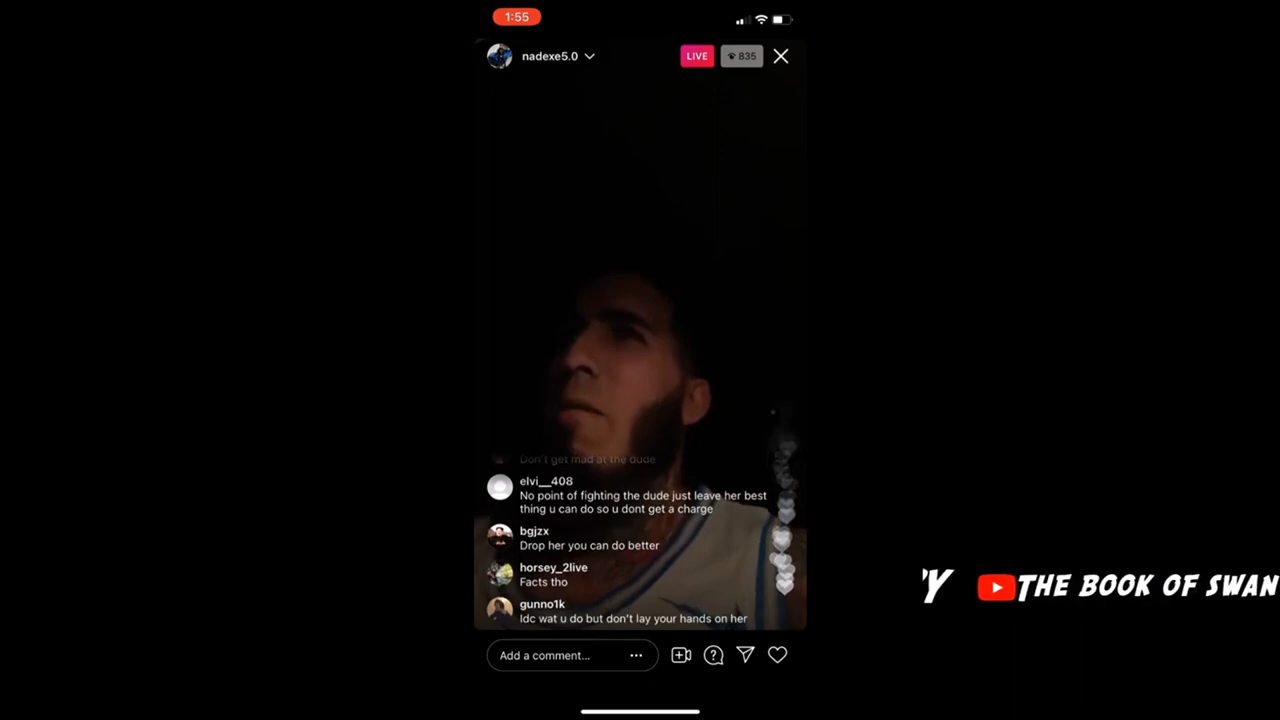 1:55
nadexe5.0
LIVE
835
Don't get mad at the dude
elvi__408
No point of fighting the dude just leave her best
thing u can do so u dont get a charge
bgjzx
Drop her you can do better
horsey_2live
Facts tho
gunno1k
Idc wat u do but don't lay your hands on her
Add a comment...
Y THE BOOK OF SWAN